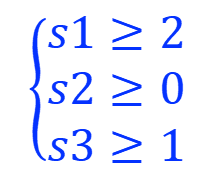 s1 ≥ 2
s2 ≥ 0
s3 ≥ 1